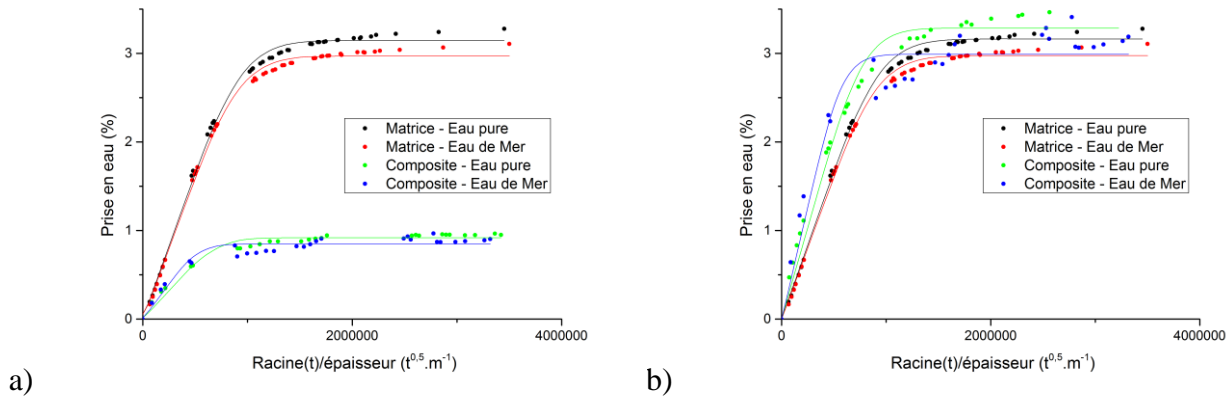 3
2
1
0
Prise en eau (%)
Matrice - Eau pure
Matrice - Eau de Mer
Composite - Eau pure
Composite - Eau de Mer
0
2000000
4000000
Racine(t)/épaisseur (t^0,5.m^-1)
a)
3
2
1
0
Prise en eau (%)
Matrice - Eau pure
Matrice - Eau de Mer
Composite - Eau pure
Composite - Eau de Mer
0
2000000
4000000
Racine(t)/épaisseur (t^0,5.m^-1)
b)